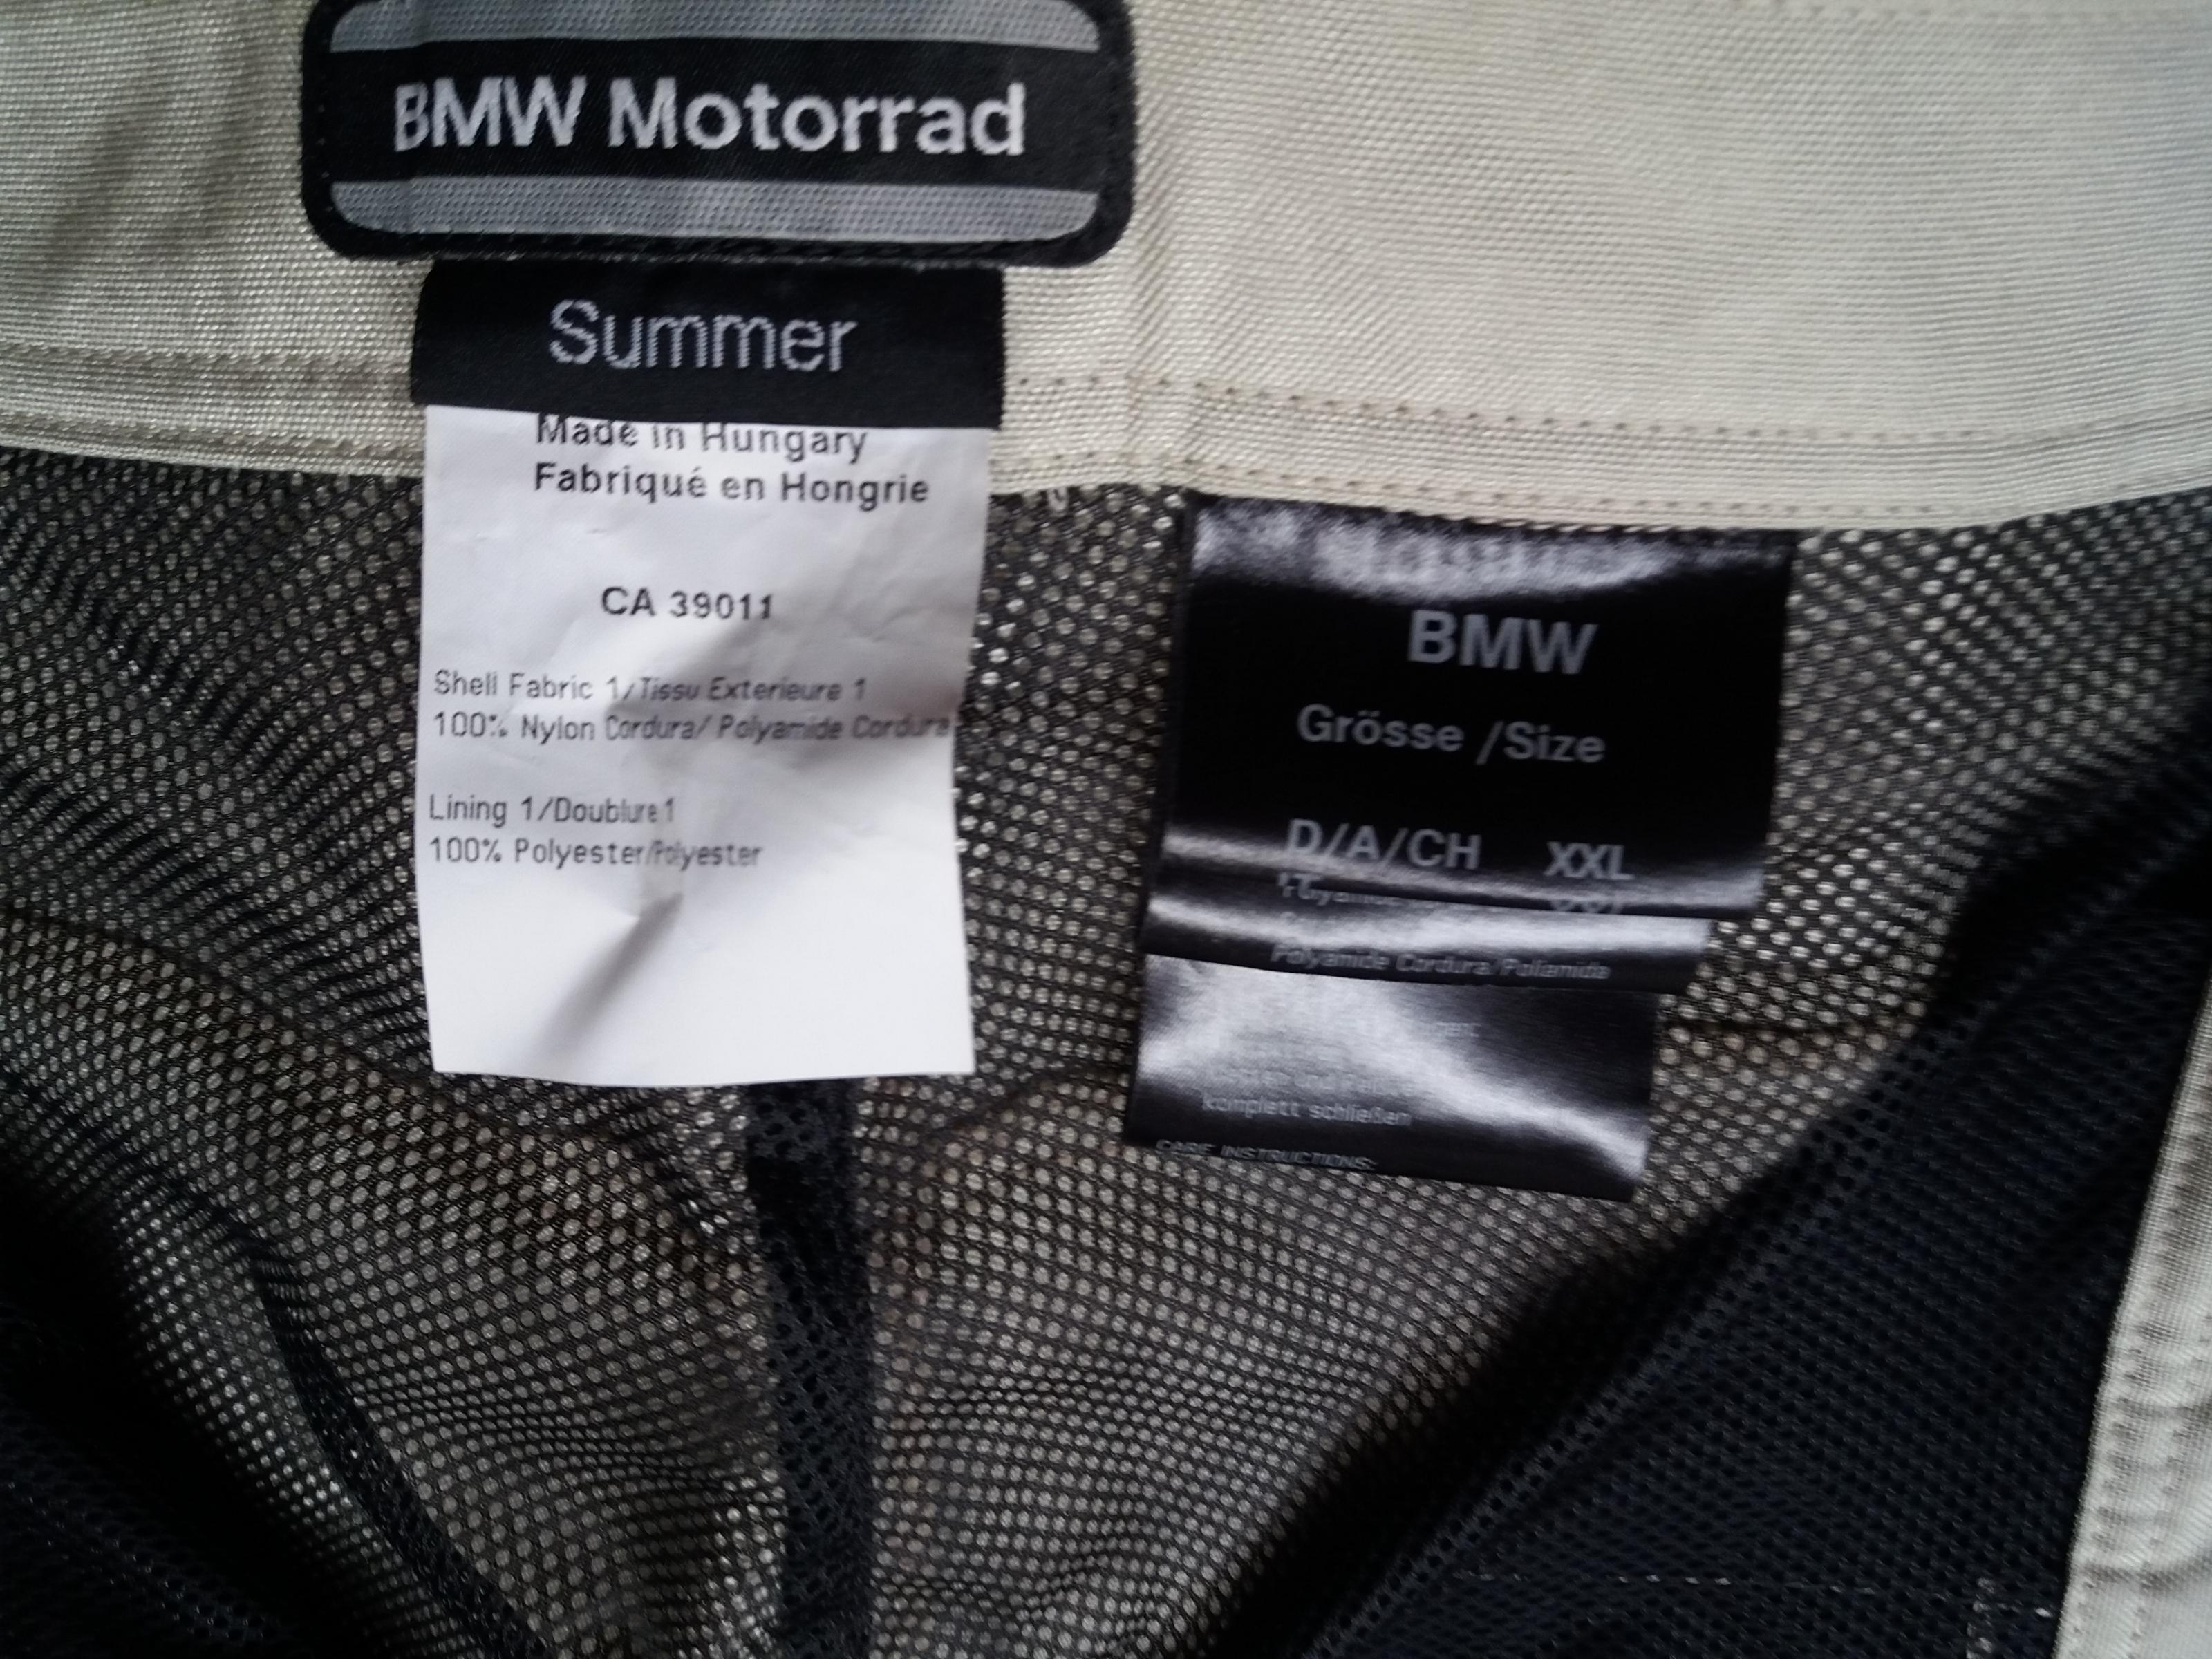 BMW Motorrad
Summer
Made in Hungary
Fabriqué en Hongrie
CA 39011
Shell Fabric 1/Tissu Exterieure 1
100% Nylon Cordura/ Polyamide Cordura
Lining 1/Doublure 1
100% Polyester/Polyester
BMW
Grösse /Size
D/A/CH XXL
Polyamide Cordura/Poliamida
komplett schließen
CARE INSTRUCTIONS: